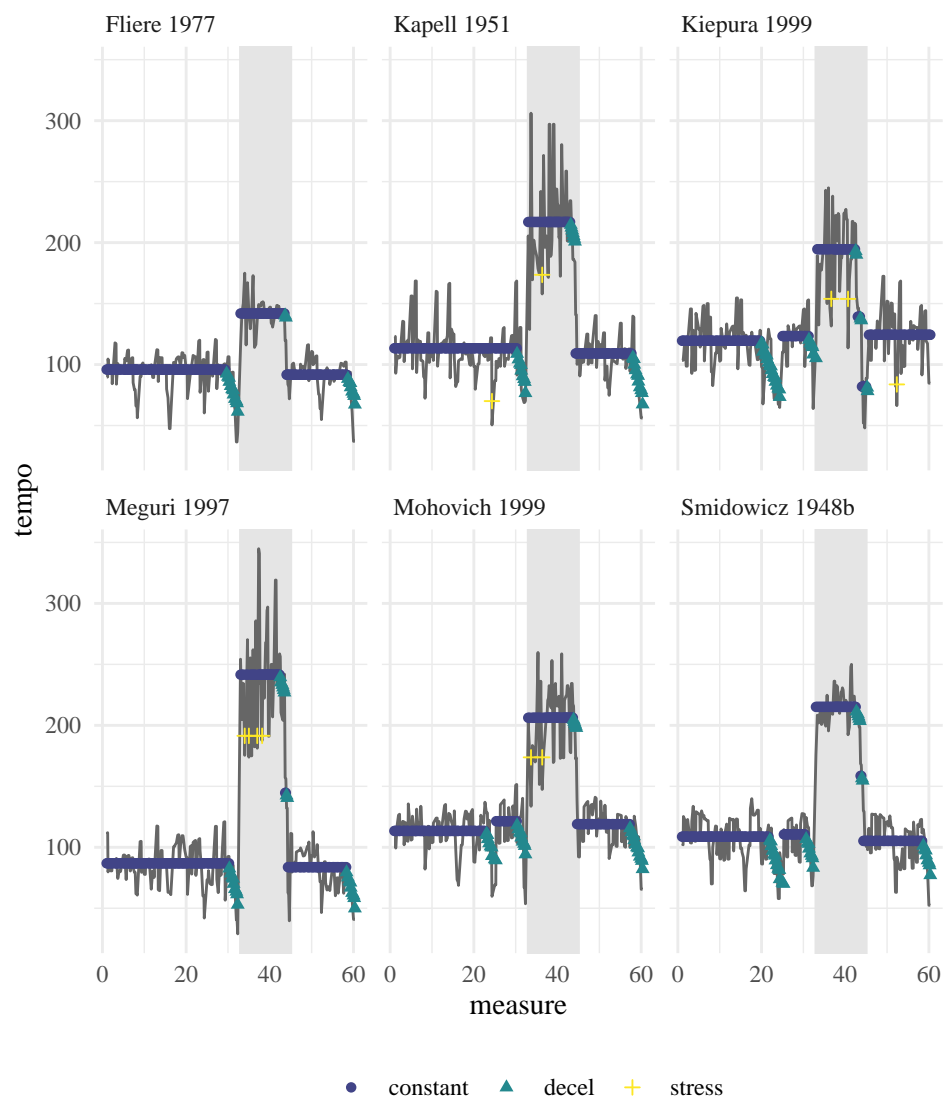 Fliere 1977 Kapell 1951 Kiepura 1999
300
200
100
tempo
Meguri 1997 Mohovich 1999 Smidowicz 1948b
300
200
100
0 20 40 60 0 20 40 60 0 20 40 60
measure
constant decel stress